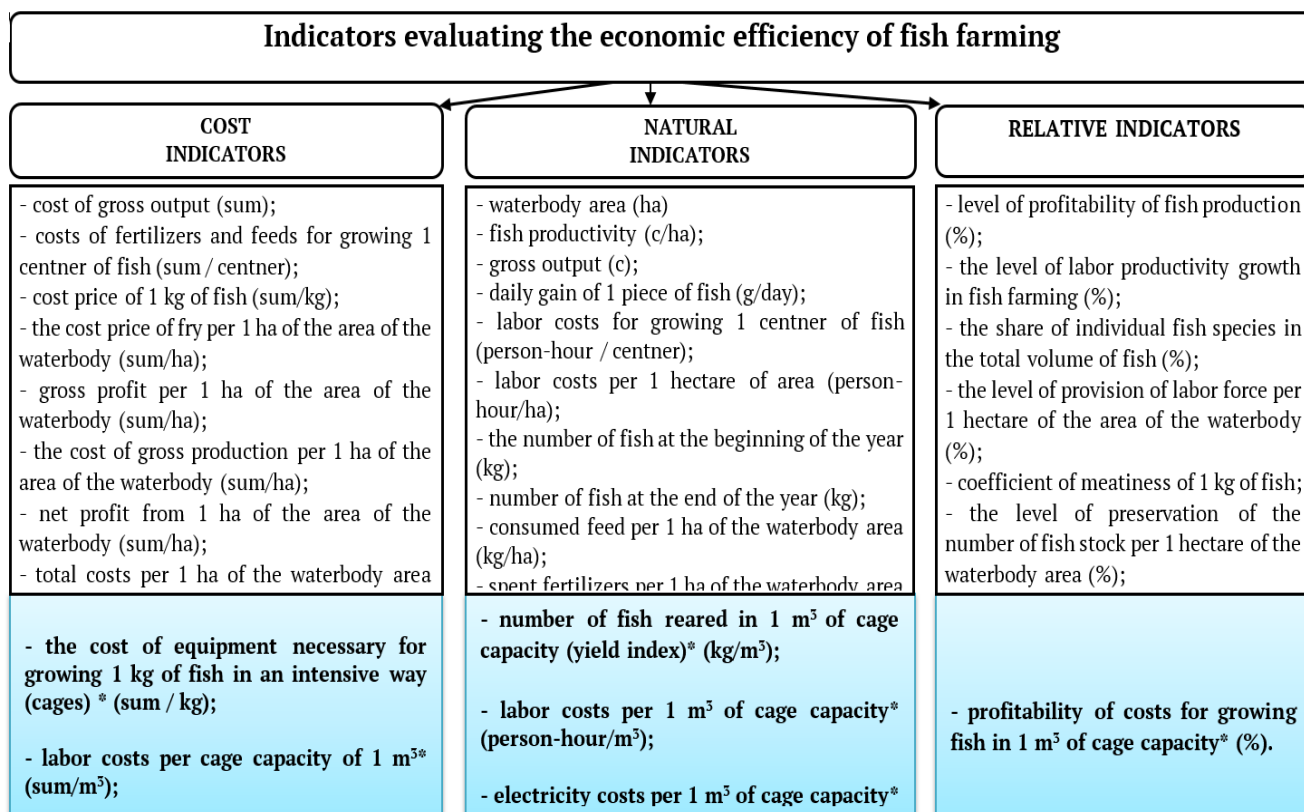 Indicators evaluating the economic efficiency of fish farming
COST
INDICATORS
- cost of gross output (sum);
- costs of fertilizers and feeds for growing 1
centner of fish (sum / centner);
- cost price of 1 kg of fish (sum/kg);
- the cost price of fry per 1 ha of the area of the
waterbody (sum/ha);
- gross profit per 1 ha of the area of the
waterbody (sum/ha);
- the cost of gross production per 1 ha of the
area of the waterbody (sum/ha);
- net profit from 1 ha of the area of the
waterbody (sum/ha);
- total costs per 1 ha of the waterbody area
- the cost of equipment necessary for
growing 1 kg of fish in an intensive way
(cages) * (sum / kg);
- labor costs per cage capacity of 1 m³*
(sum/m³);
NATURAL
INDICATORS
- waterbody area (ha)
- fish productivity (c/ha);
- gross output (c);
- daily gain of 1 piece of fish (g/day);
- labor costs for growing 1 centner of fish
(person-hour / centner);
- labor costs per 1 hectare of area (person-
hour/ha);
- the number of fish at the beginning of the year
(kg);
- number of fish at the end of the year (kg);
- consumed feed per 1 ha of the waterbody area
(kg/ha);
- spent fertilizers per 1 ha of the waterbody area
- number of fish reared in 1 m³ of cage
capacity (yield index)* (kg/m³);
- labor costs per 1 m³ of cage capacity*
(person-hour/m³);
- electricity costs per 1 m³ of cage capacity*
RELATIVE INDICATORS
- level of profitability of fish production
(%);
- the level of labor productivity growth
in fish farming (%);
- the share of individual fish species in
the total volume of fish (%);
- the level of provision of labor force per
1 hectare of the area of the waterbody
(%);
- coefficient of meatiness of 1 kg of fish;
- the level of preservation of the
number of fish stock per 1 hectare of the
waterbody area (%);
- profitability of costs for growing
fish in 1 m³ of cage capacity* (%).